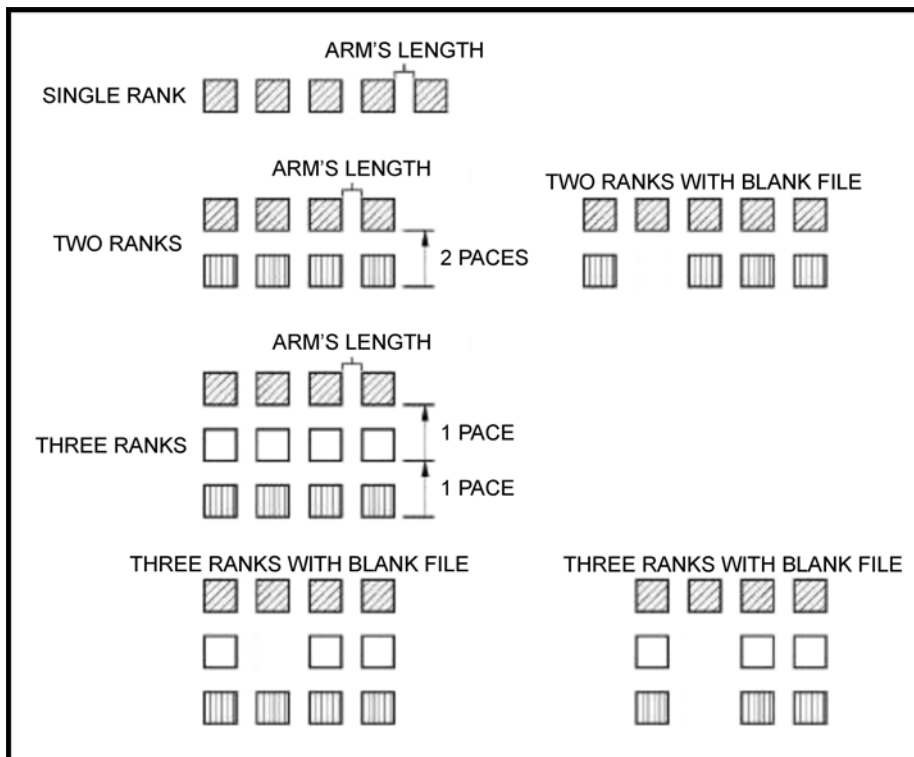 ARM'S LENGTH
SINGLE RANK
ARM'S LENGTH
TWO RANKS WITH BLANK FILE
TWO RANKS
2 PACES
ARM'S LENGTH
1 PACE
THREE RANKS
1 PACE
THREE RANKS WITH BLANK FILE
THREE RANKS WITH BLANK FILE